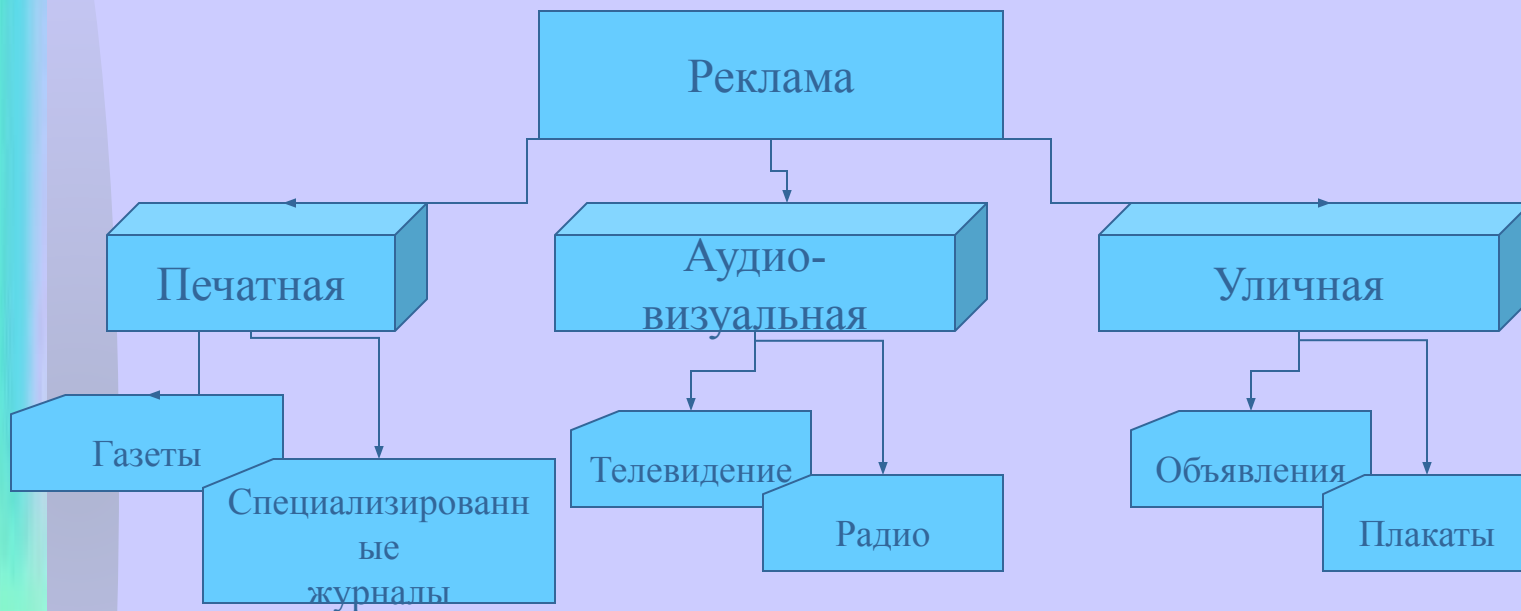 Реклама
Печатная
Аудио-
визуальная
Уличная
Газеты
Специализированн
ые
журналы
Телевидение
Радио
Объявления
Плакаты